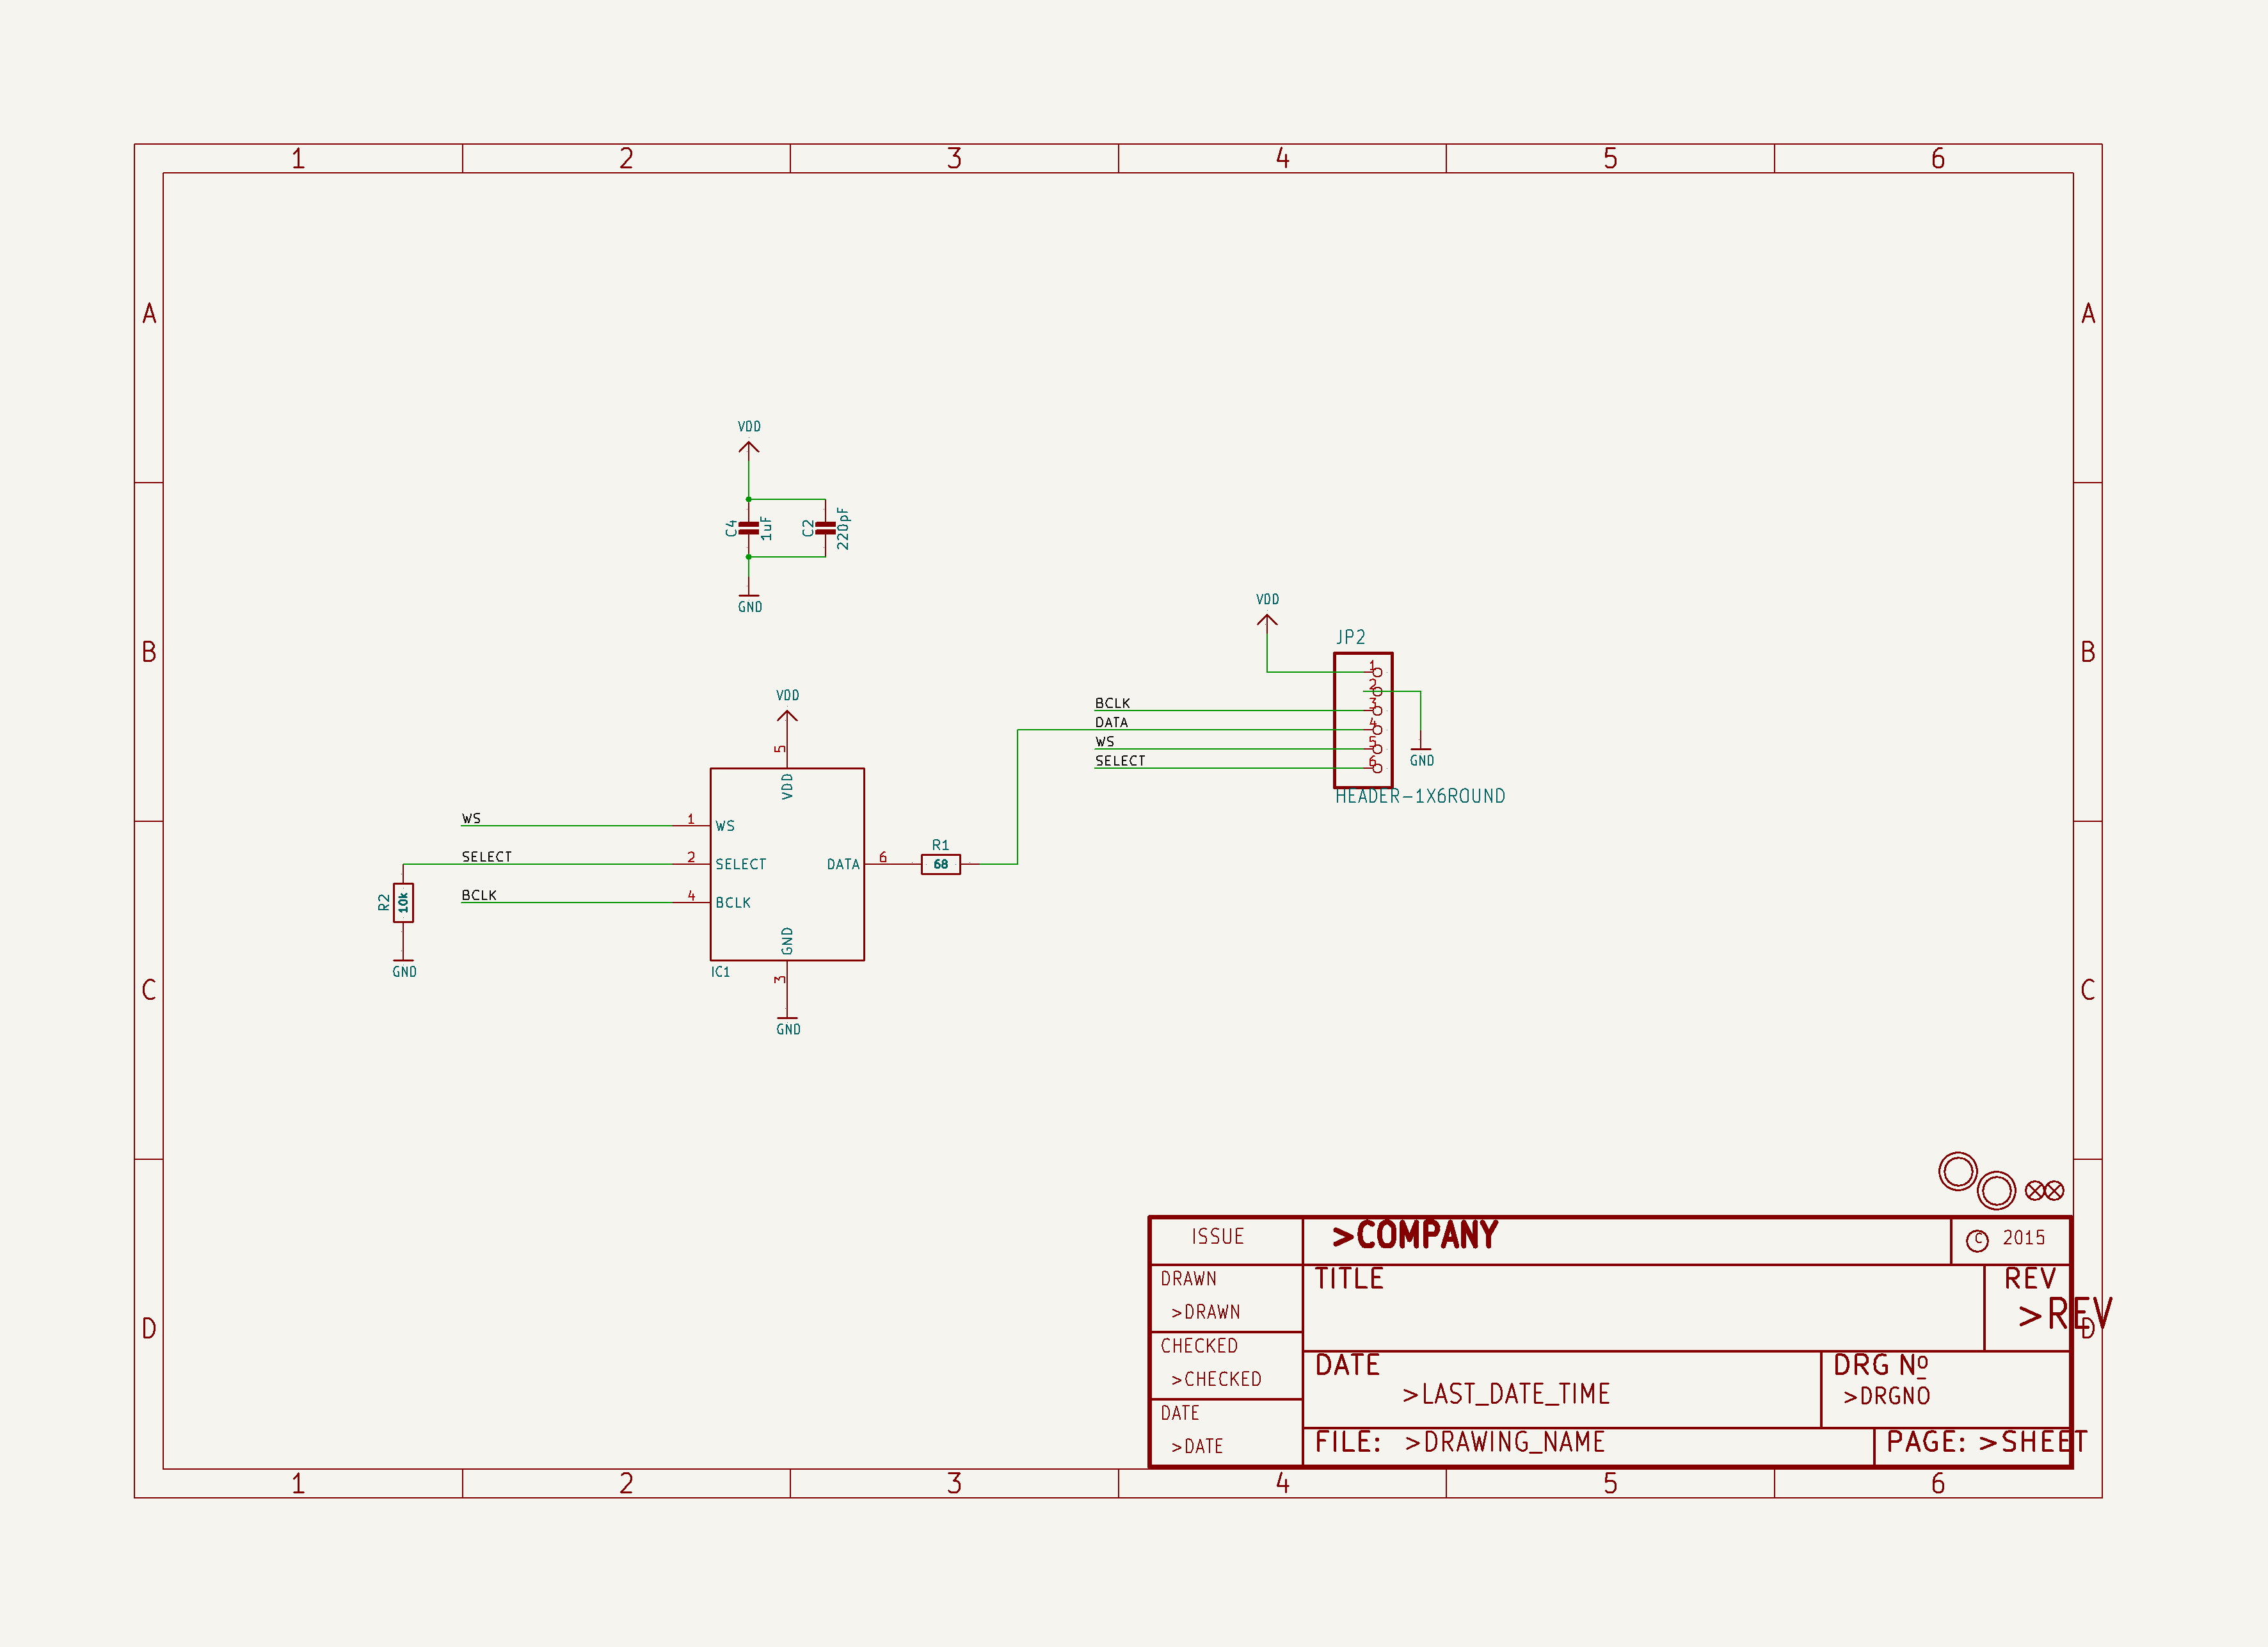 1 2 3 4 5 6
A A
VDD
C4 1uF C2 220pF
GND
VDD
B B
JP2
1
2
BCLK 3
DATA 4
WS 5
SELECT 6
GND
HEADER-1X6ROUND
VDD
5
VDD
WS 1 WS
SELECT 2 SELECT
BCLK 4 BCLK
DATA 6
R1
68
R2 10k
GND
GND
IC1
3
GND
C C
ISSUE >COMPANY © 2015
DRAWN TITLE REV
>DRAWN >REV
D D
CHECKED DATE DRG Nº
>CHECKED >LAST_DATE_TIME >DRGNO
DATE FILE: >DRAWING_NAME PAGE: >SHEET
>DATE
1 2 3 4 5 6